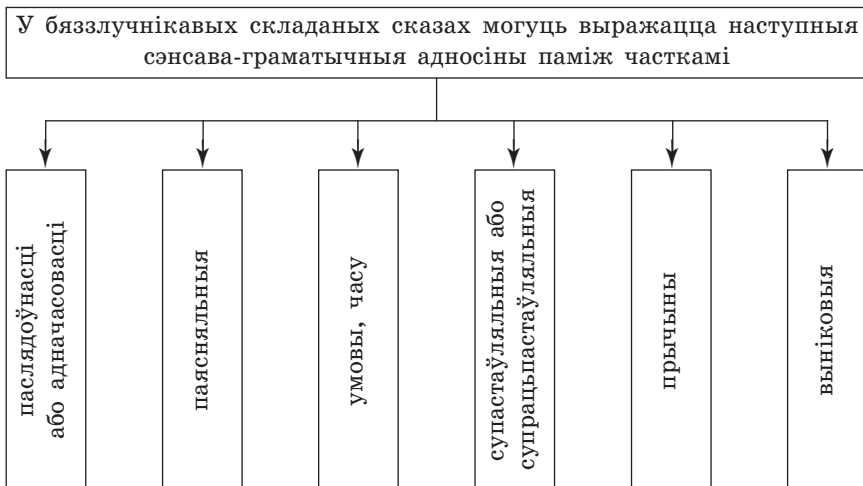 У бяззлучнікавых складаных сказах могуць выражацца наступныя
сэнсава-граматычныя адносіны паміж часткамі
паслядоўнасці
або адначасовасці
паясняльныя
умовы, часу
супастаўляльныя або
супрацьпастаўляльныя
прычыны
выніковыя